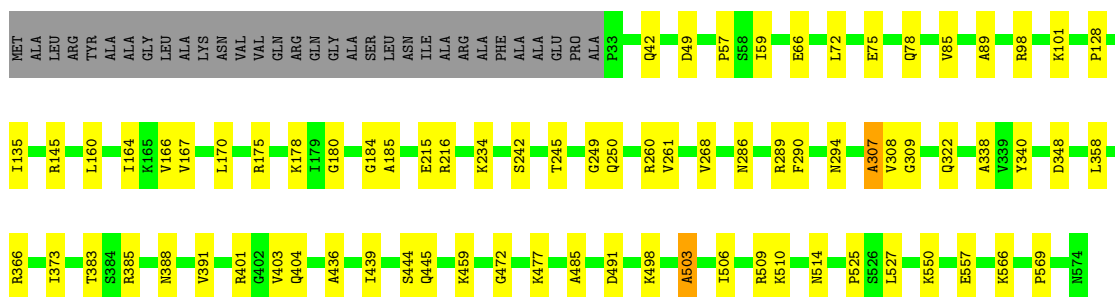 MET ALA LEU ARG TYR ALA ALA GLY LEU ALA LYS ASN VAL VAL GLN ARG GLN GLY ALA SER LEU ASN ILE ALA ARG ALA PHE ALA ALA GLU PRO ALA P33 Q42 D49 P57 S58 I59 E66 L72 E75 Q78 V85 A89 R98 K101 P128
I135 R145 L160 I164 K165 V166 V167 L170 R175 K178 I179 G180 G184 A185 E215 R216 K234 S242 T245 G249 Q250 R260 V261 V268 N286 R289 F290 N294 A307 V308 G309 Q322 A338 V339 Y340 D348 L358
R366 I373 T383 S384 R385 N388 V391 R401 G402 V403 Q404 A436 I439 S444 Q445 K459 G472 K477 A485 D491 K498 A503 I506 R509 K510 N514 P525 S526 L527 K550 E557 K566 P569 N574